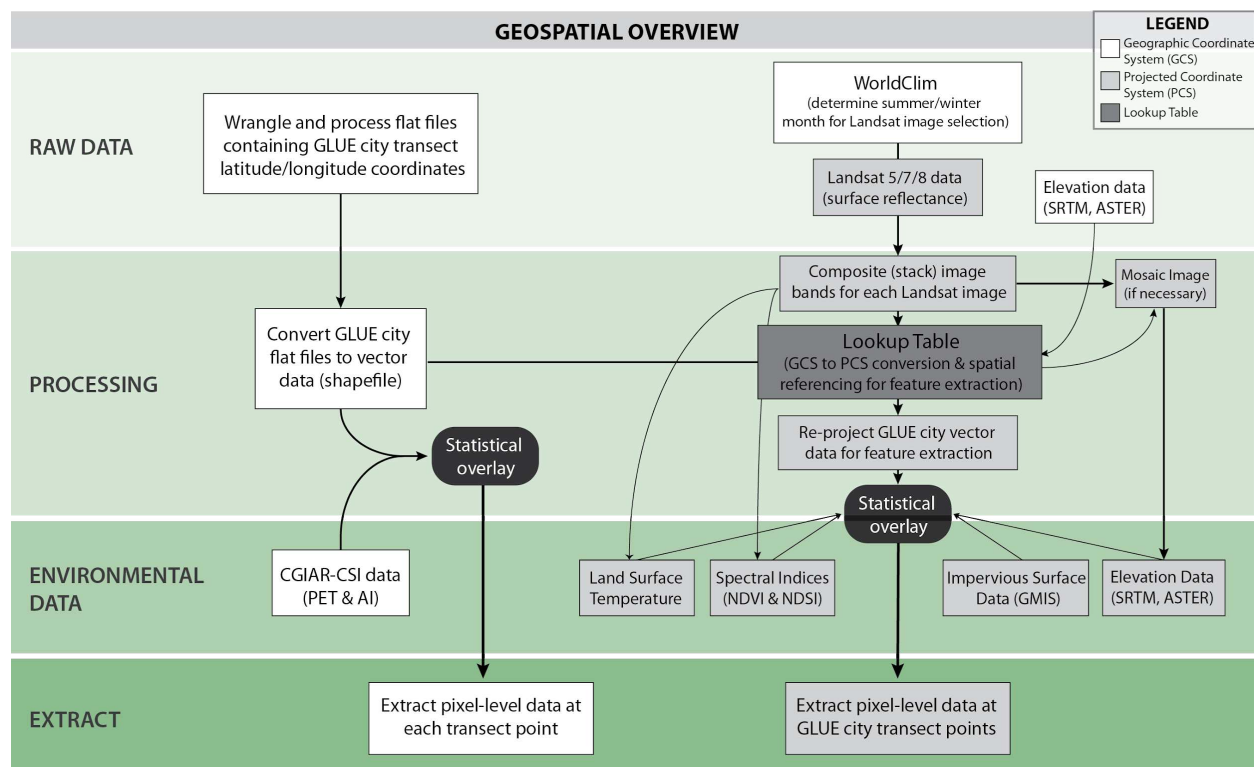 GEOSPATIAL OVERVIEW
LEGEND
Geographic Coordinate
System (GCS)
Projected Coordinate
System (PCS)
Lookup Table
RAW DATA
Wrangle and process flat files
containing GLUE city transect
latitude/longitude coordinates
WorldClim
(determine summer/winter
month for Landsat image selection)
Landsat 5/7/8 data
(surface reflectance)
Elevation data
(SRTM, ASTER)
PROCESSING
Convert GLUE city
flat files to vector
data (shapefile)
Composite (stack) image
bands for each Landsat image
Mosaic Image
(if necessary)
Lookup Table
(GCS to PCS conversion & spatial
referencing for feature extraction)
Re-project GLUE city vector
data for feature extraction
Statistical
overlay
Statistical
overlay
ENVIRONMENTAL
DATA
CGIAR-CSI data
(PET & AI)
Land Surface
Temperature
Spectral Indices
(NDVI & NDSI)
Impervious Surface
Data (GMIS)
Elevation Data
(SRTM, ASTER)
EXTRACT
Extract pixel-level data at
each transect point
Extract pixel-level data at
GLUE city transect points